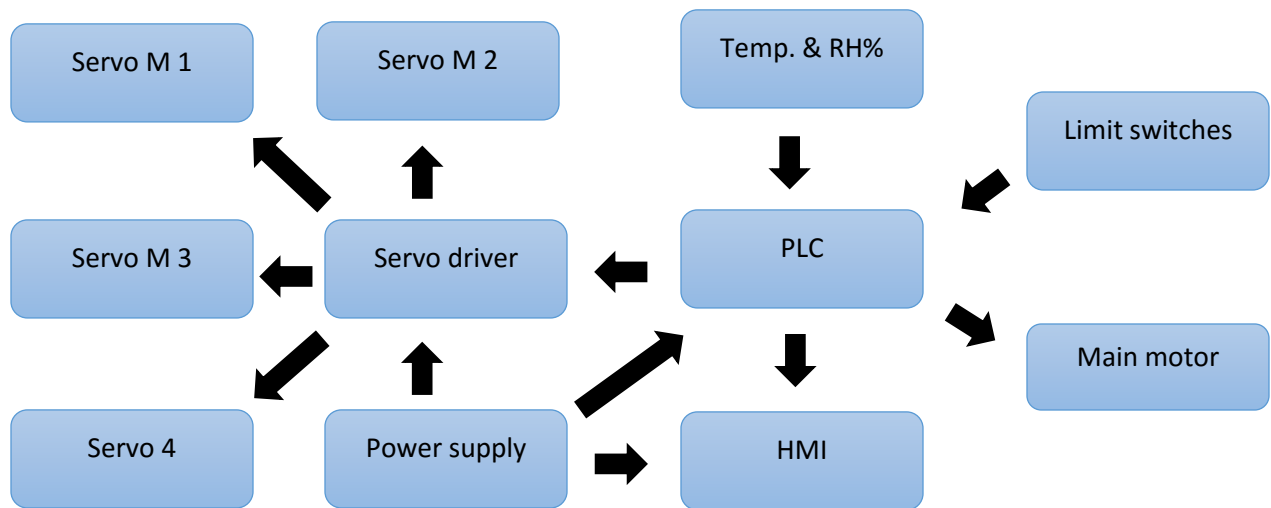 Servo M 1
Servo M 2
Temp. & RH%
Limit switches
Servo M 3
Servo driver
PLC
Main motor
Servo 4
Power supply
HMI